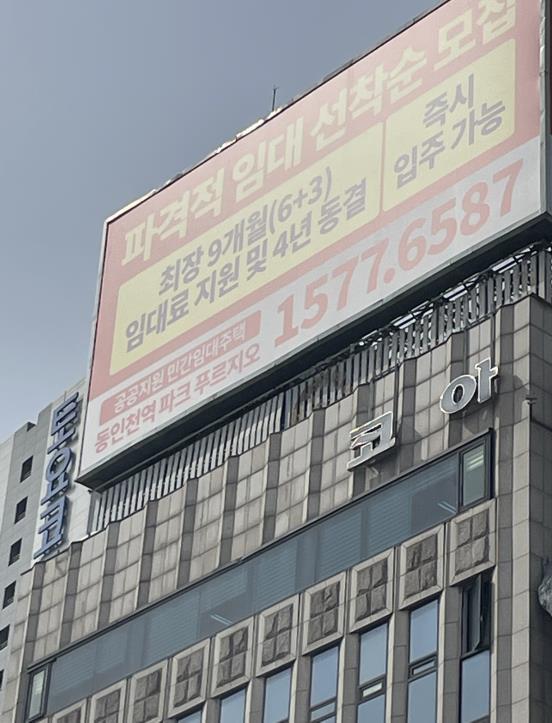 파격적 임대 선착순 모집
최장 9개월(6+3)
임대료 지원 및 4년 동결
즉시
입주 가능
공공지원 민간임대주택
동인천역 파크 푸르지오
1577.6587
코아